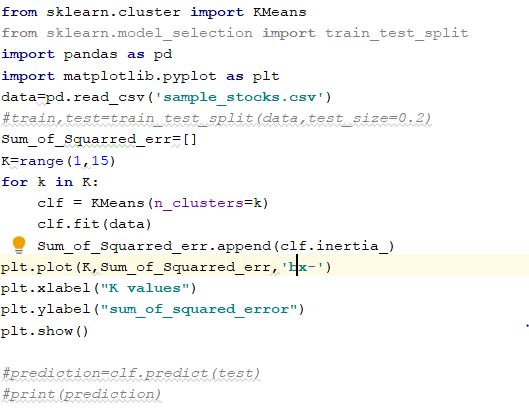 from sklearn.cluster import KMeans
from sklearn.model_selection import train_test_split
import pandas as pd
import matplotlib.pyplot as plt
data=pd.read_csv('sample_stocks.csv')
#train,test=train_test_split(data,test_size=0.2)
Sum_of_Squarred_err=[]
K=range(1,15)
for k in K:
    clf = KMeans(n_clusters=k)
    clf.fit(data)
    Sum_of_Squarred_err.append(clf.inertia_)
plt.plot(K,Sum_of_Squarred_err,'bx-')
plt.xlabel("K values")
plt.ylabel("sum_of_squared_error")
plt.show()
#prediction=clf.predict(test)
#print(prediction)